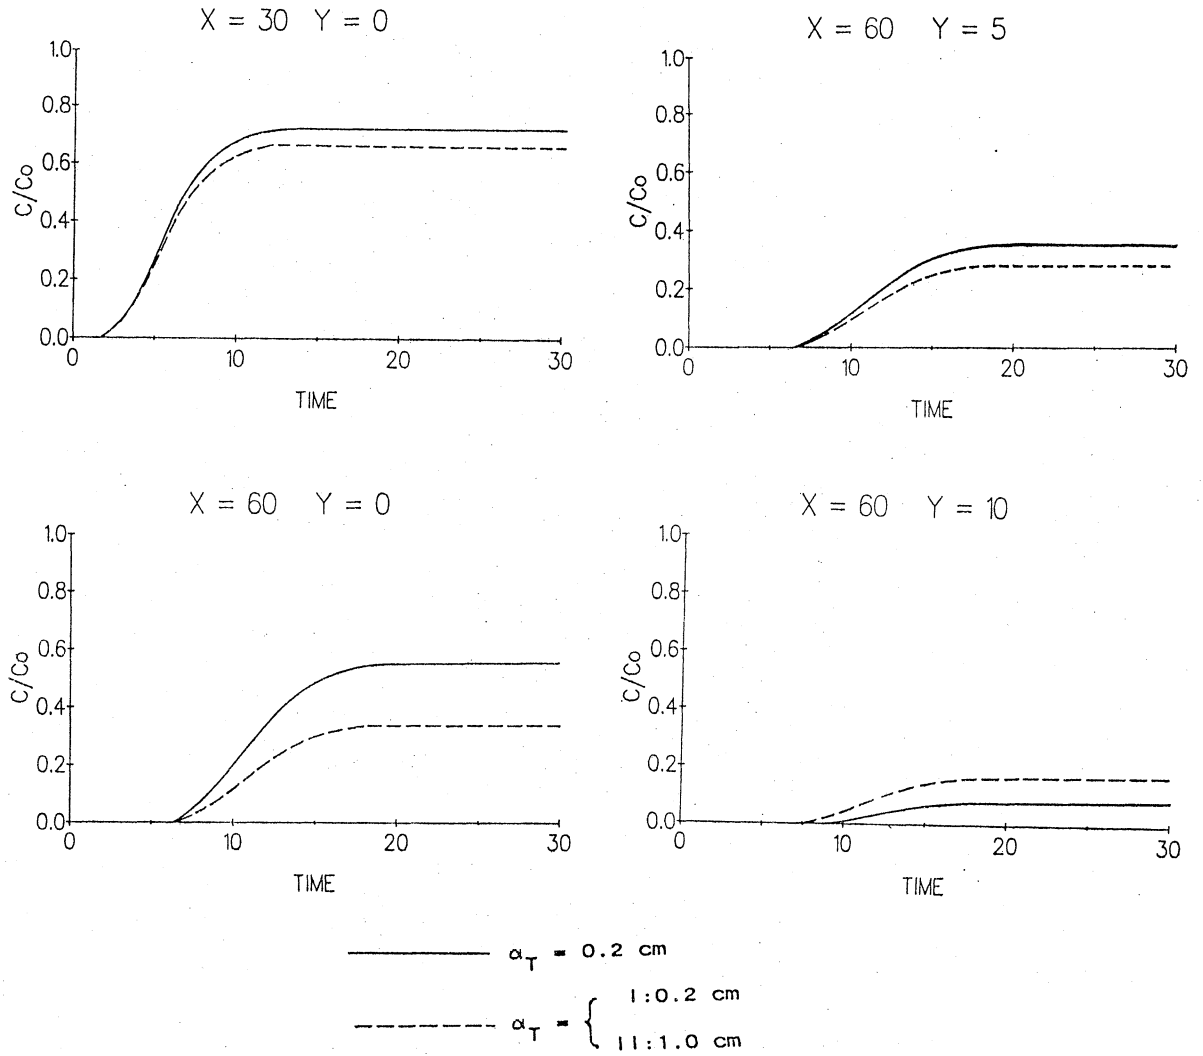 X = 30 Y = 0
1.0
0.8
0.6
0.4
0.2
0.0
C/Co
0 10 20 30
TIME
X = 60 Y = 5
1.0
0.8
0.6
0.4
0.2
0.0
C/Co
0 10 20 30
TIME
X = 60 Y = 0
1.0
0.8
0.6
0.4
0.2
0.0
C/Co
0 10 20 30
TIME
X = 60 Y = 10
1.0
0.8
0.6
0.4
0.2
0.0
C/Co
0 10 20 30
TIME
α_T = 0.2 cm
α_T = { I:0.2 cm
II:1.0 cm